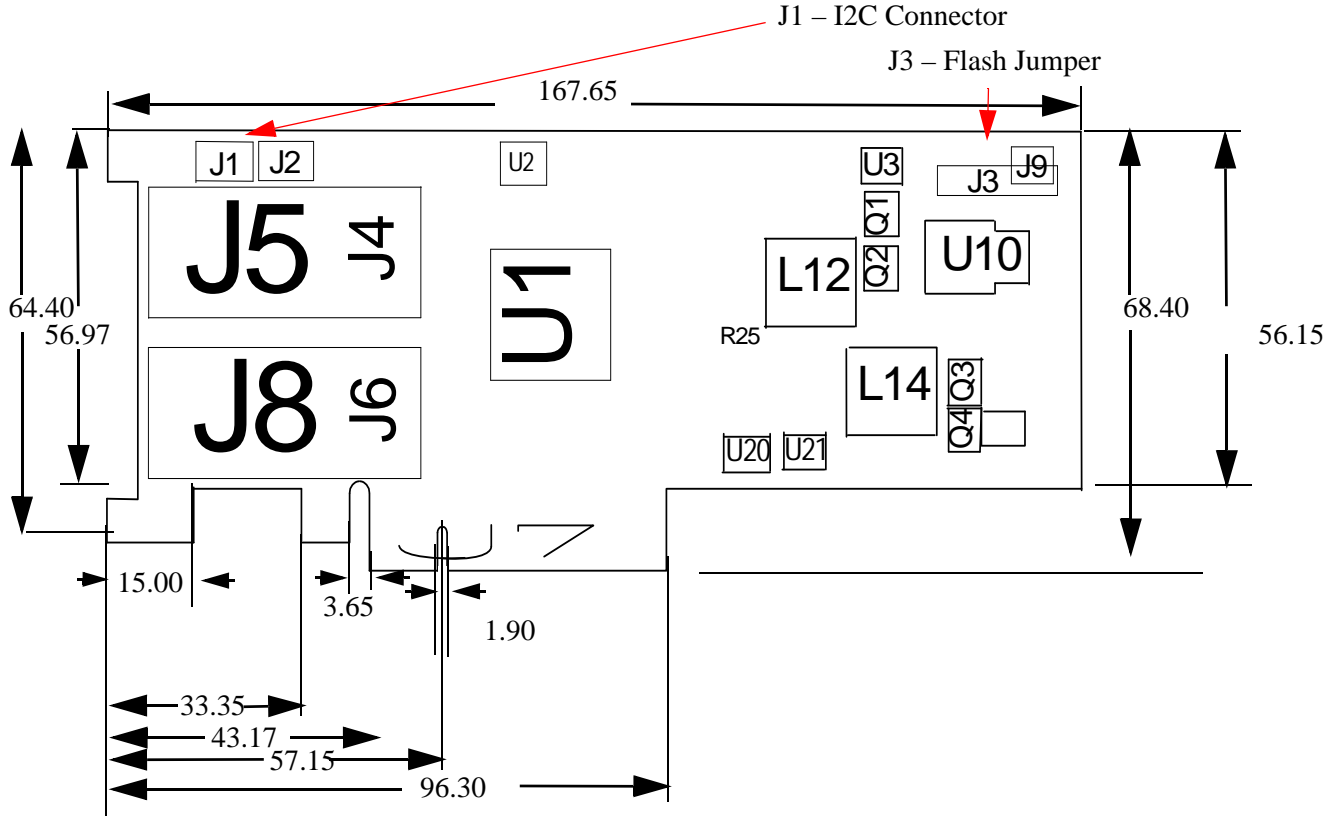 J1 – I2C Connector
J3 – Flash Jumper
167.65
J1
J2
U2
U3
J3
J9
J5
J4
Q1
Q2
U10
L12
U1
64.40
56.97
68.40
56.15
R25
J8
J6
L14
Q3
Q4
U20
U21
J7
15.00
3.65
1.90
33.35
43.17
57.15
96.30